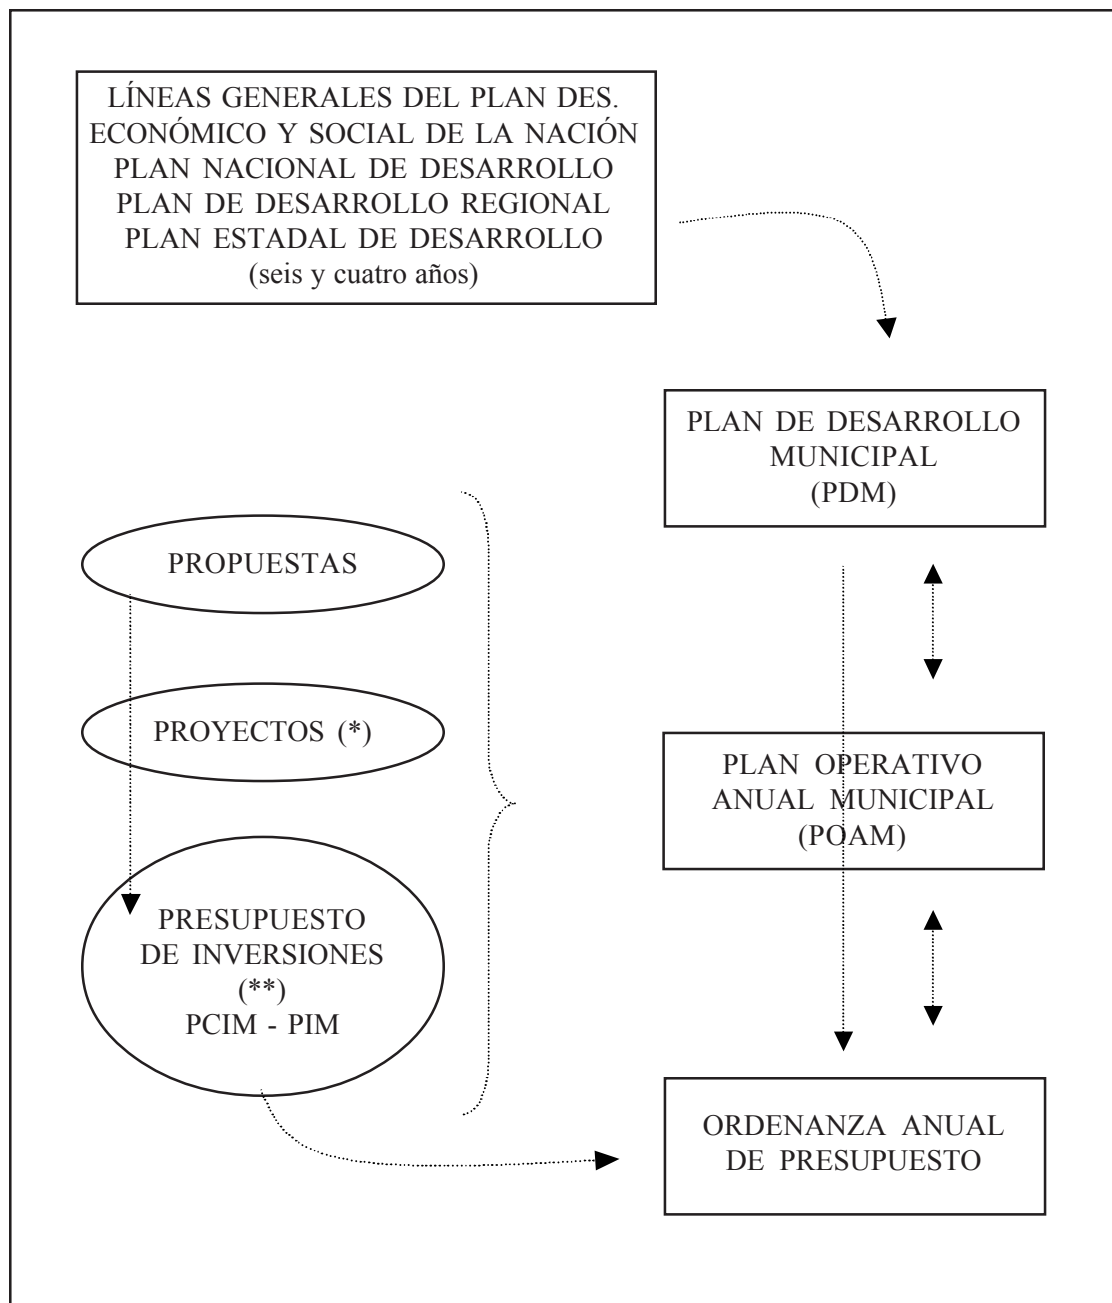 LÍNEAS GENERALES DEL PLAN DES.
ECONÓMICO Y SOCIAL DE LA NACIÓN
PLAN NACIONAL DE DESARROLLO
PLAN DE DESARROLLO REGIONAL
PLAN ESTADAL DE DESARROLLO
(seis y cuatro años)
PLAN DE DESARROLLO
MUNICIPAL
(PDM)
PROPUESTAS
PROYECTOS (*)
PLAN OPERATIVO
ANUAL MUNICIPAL
(POAM)
PRESUPUESTO
DE INVERSIONES
(**)
PCIM - PIM
ORDENANZA ANUAL
DE PRESUPUESTO